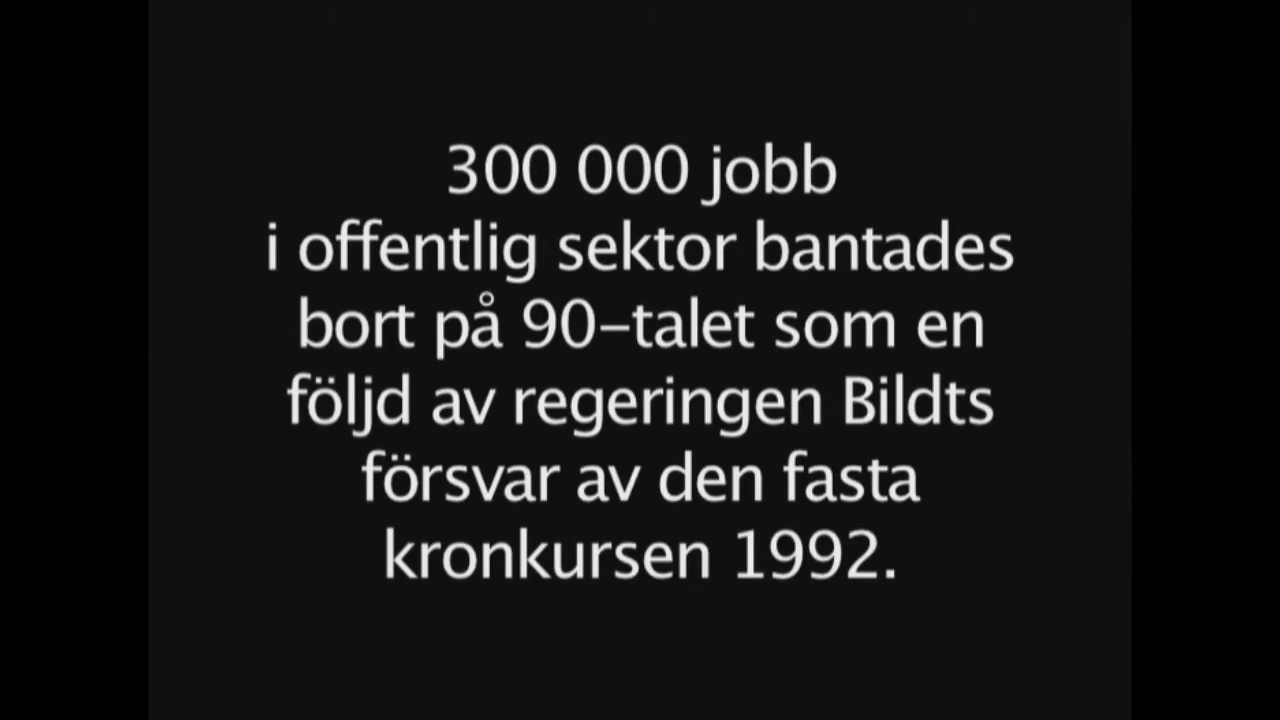 300 000 jobb
i offentlig sektor bantades
bort på 90-talet som en
följd av regeringen Bildts
försvar av den fasta
kronkursen 1992.